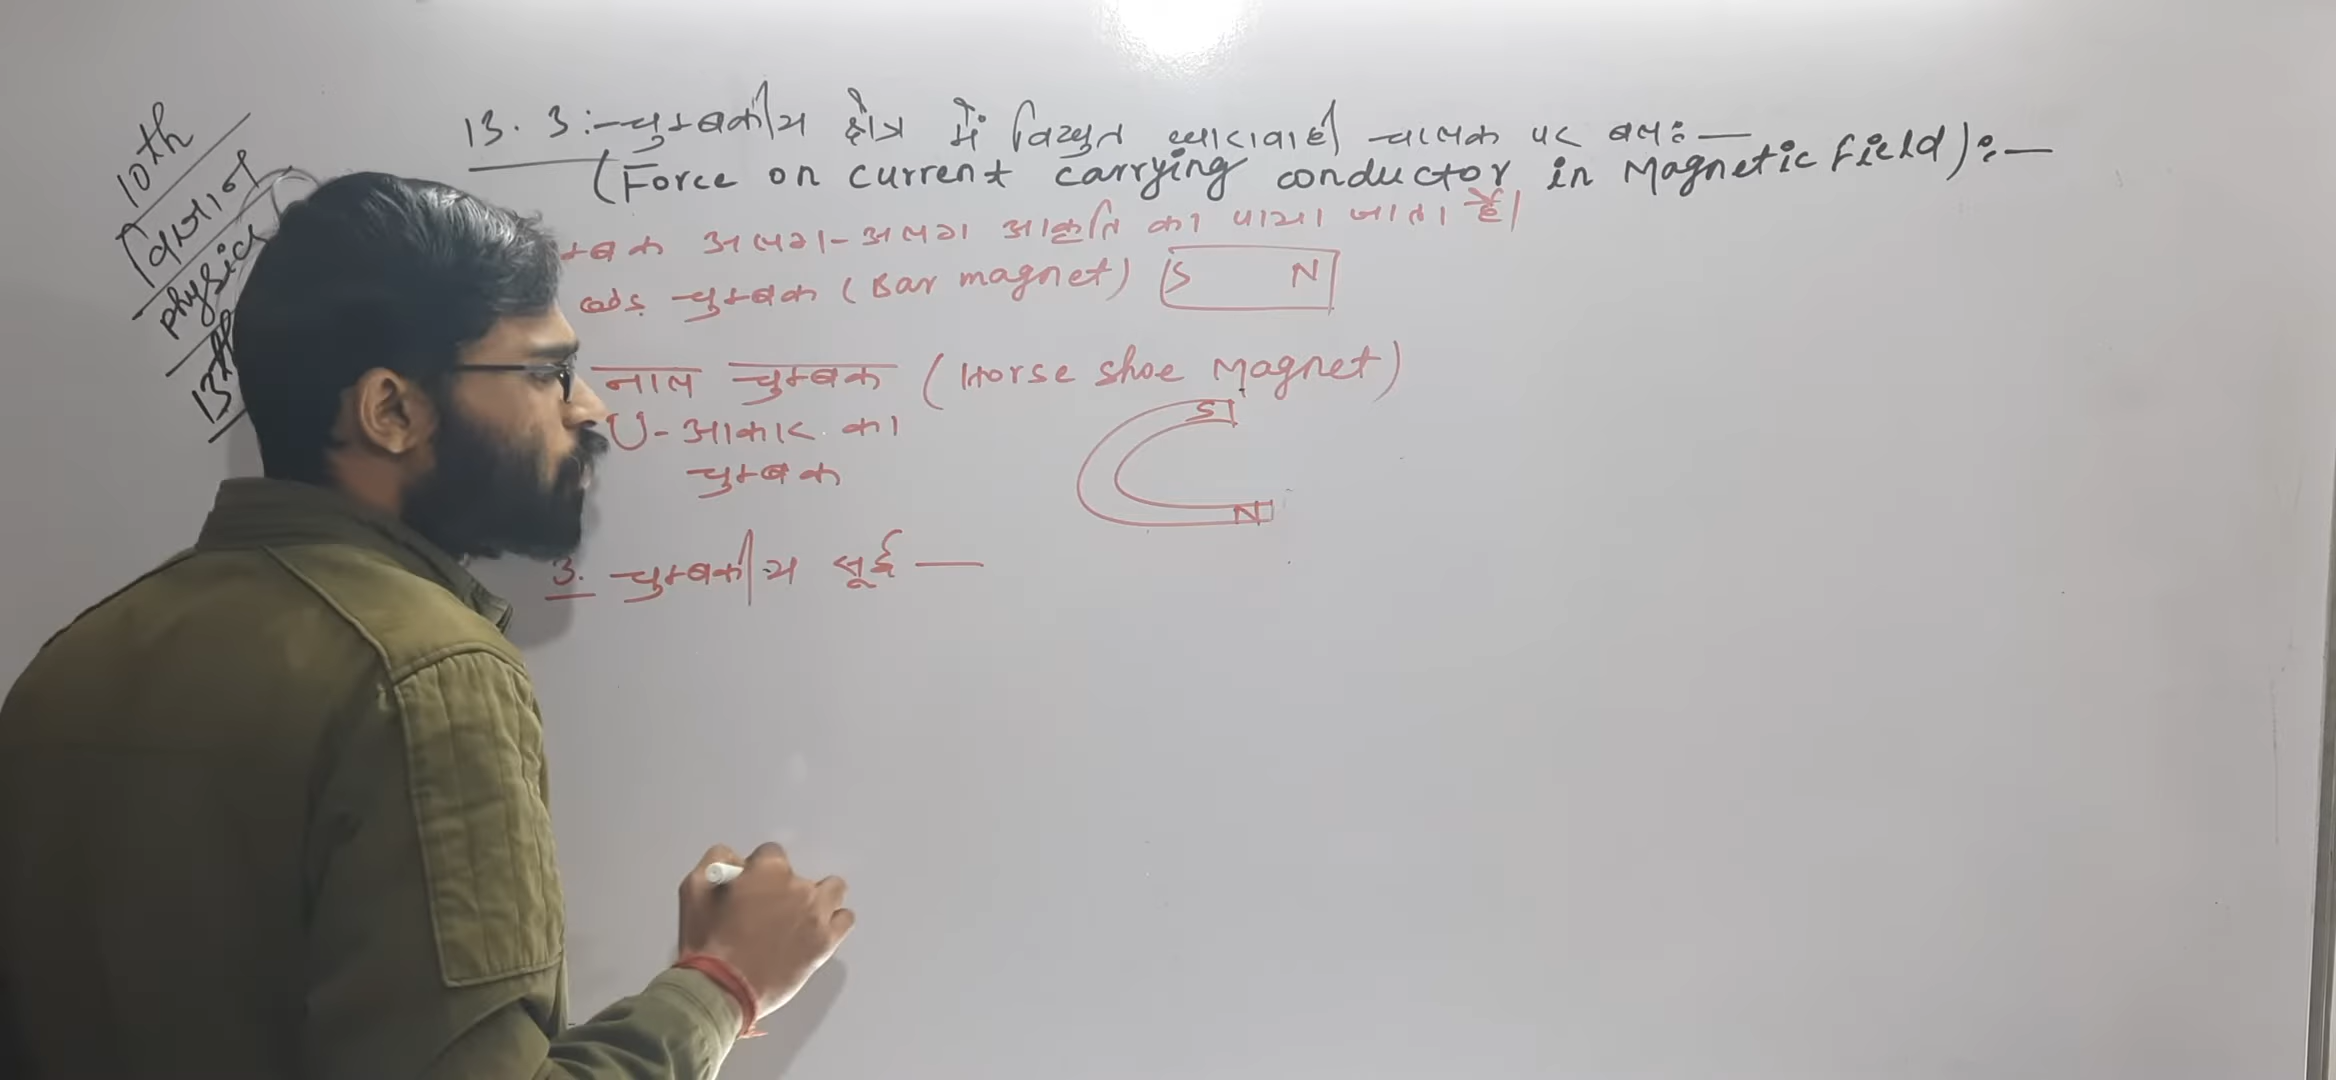 10th
विज्ञान
physics
13th
13.3:- चुम्बकीय क्षेत्र में विद्युत धारावाही चालक पर बल:—
(Force on current carrying conductor in Magnetic field):—
म्बक अलग-अलग आकृति का पाया जाता है।
छड़ चुम्बक (Bar magnet) S N
नाल चुम्बक (Horse shoe Magnet)
U-आकार का
चुम्बक
S
N
3. चुम्बकीय सूई —